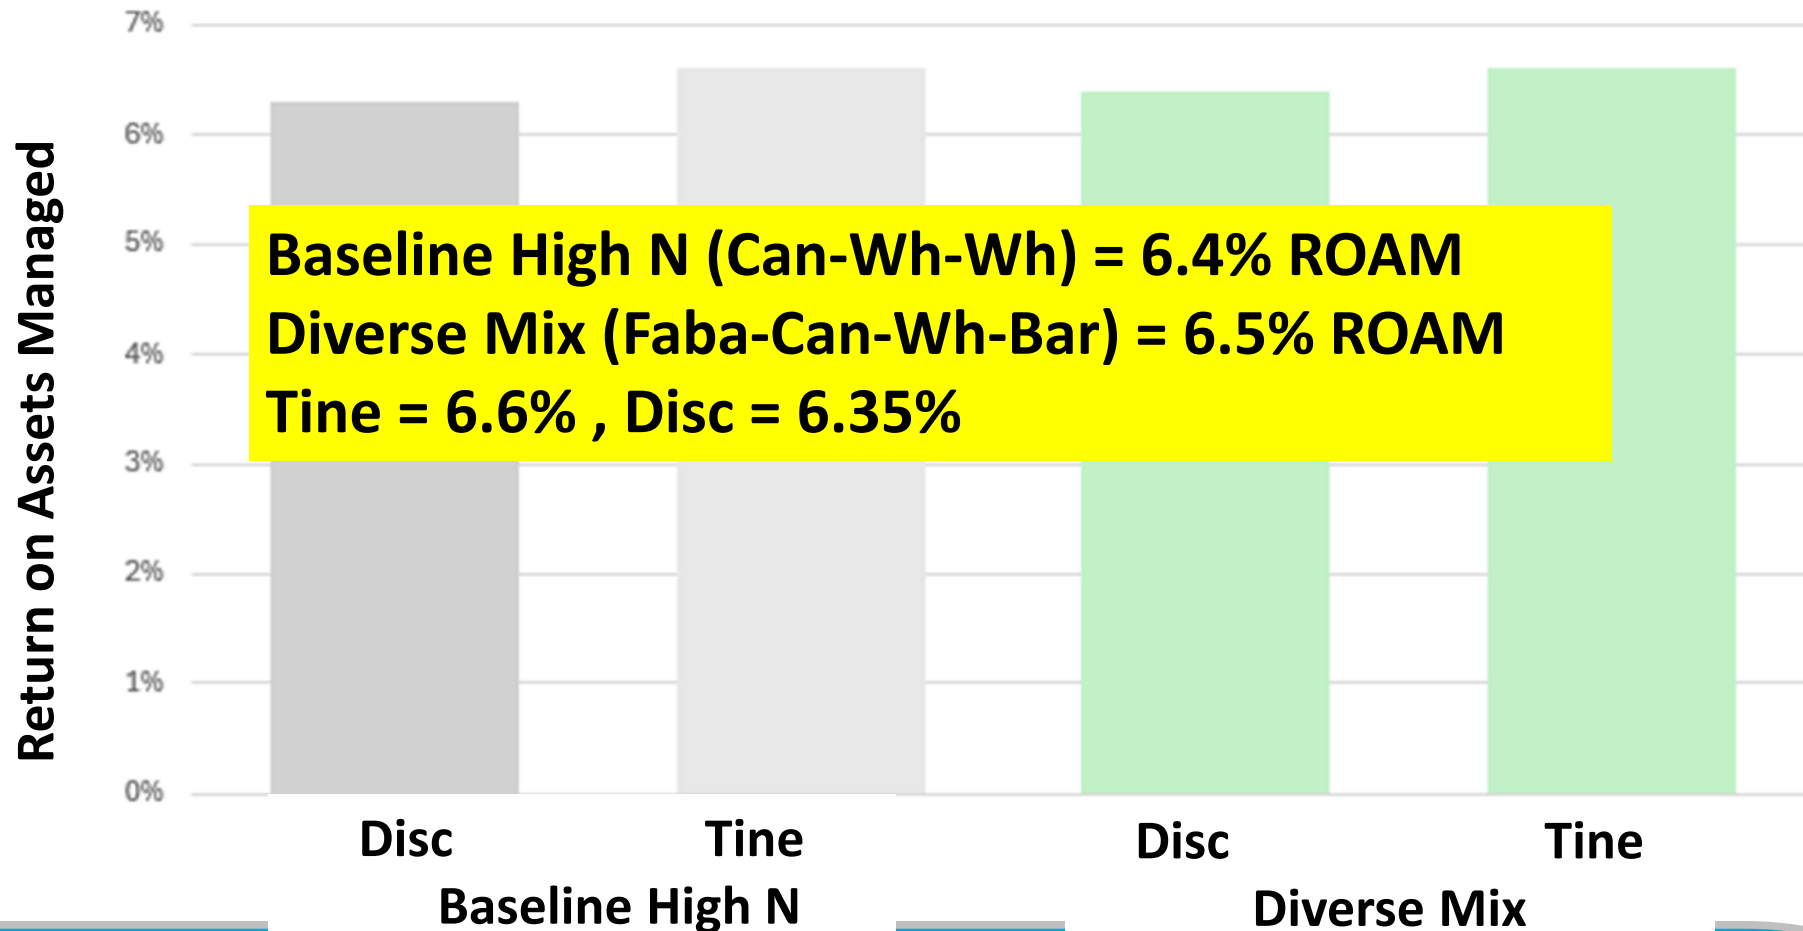 Return on Assets Managed
7%
6%
5%
4%
3%
2%
1%
0%
Baseline High N (Can-Wh-Wh) = 6.4% ROAM
Diverse Mix (Faba-Can-Wh-Bar) = 6.5% ROAM
Tine = 6.6% , Disc = 6.35%
Disc Tine Disc Tine
Baseline High N Diverse Mix